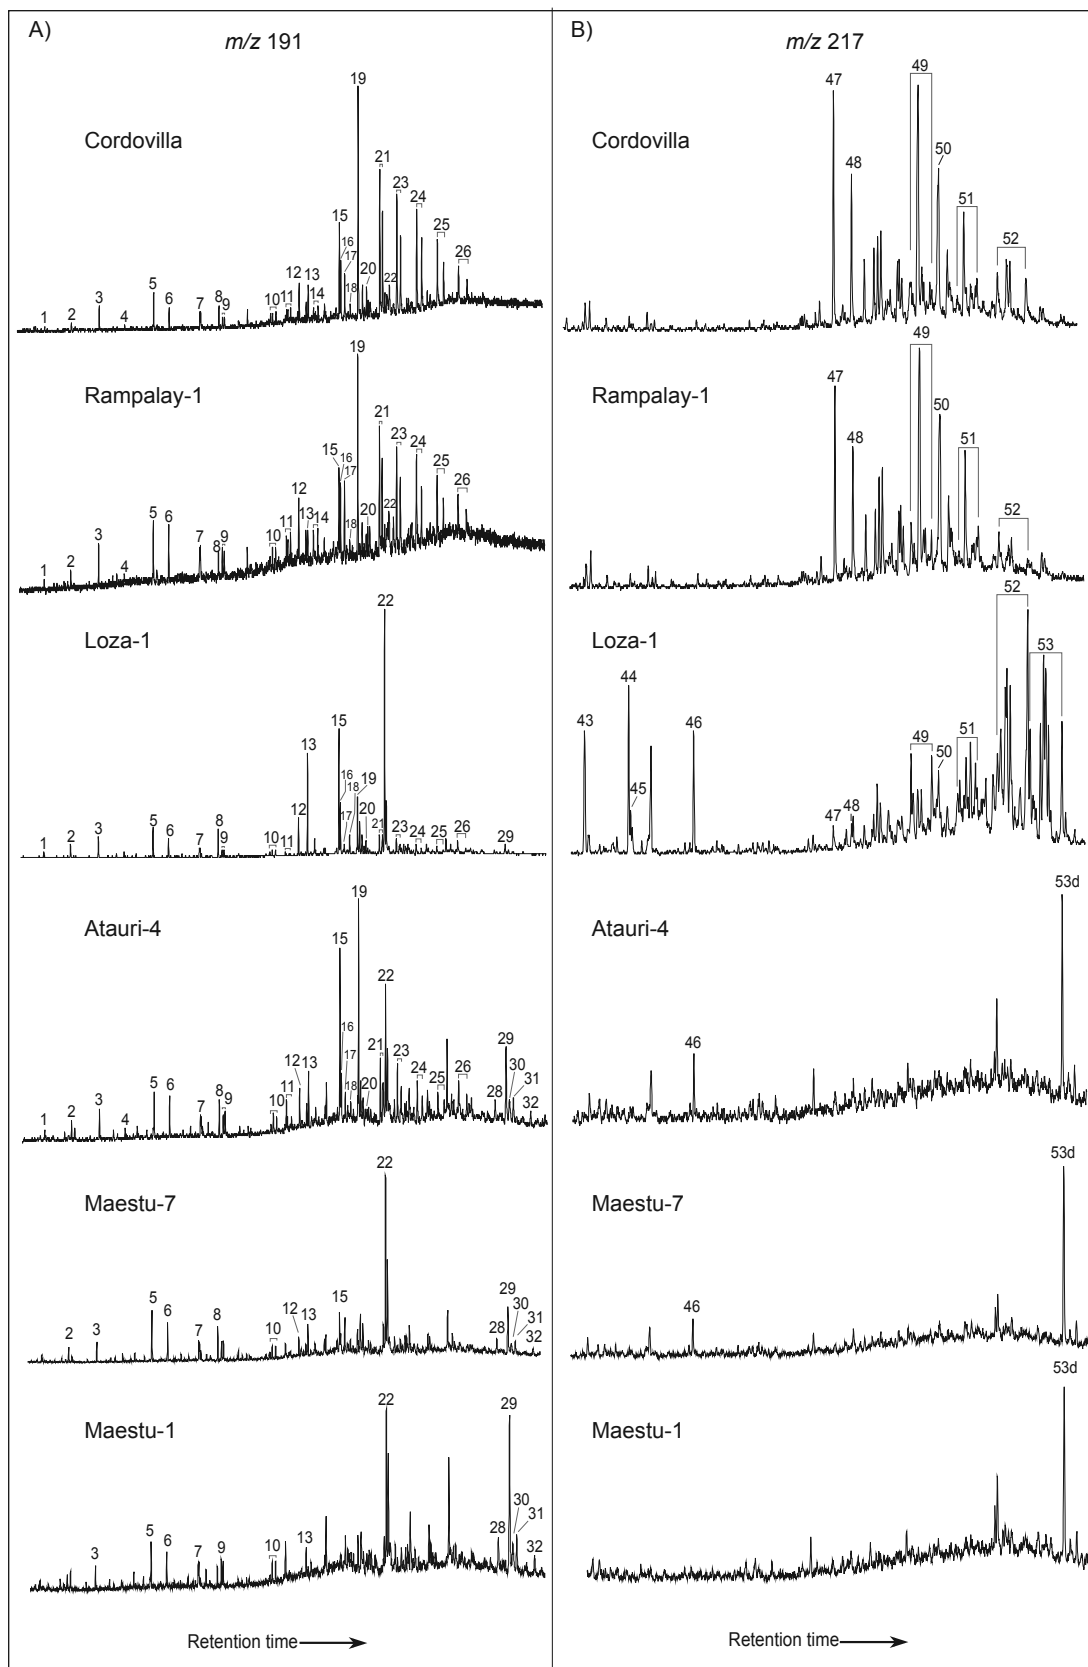 A)
m/z 191
Cordovilla
1 2 3 4 5 6 7 8 9 10 11 12 13 14 15 16 17 18 19 20 21 22 23 24 25 26
Rampalay-1
1 2 3 4 5 6 7 8 9 10 11 12 13 14 15 16 17 18 19 20 21 22 23 24 25 26
Loza-1
1 2 3 4 5 6 7 8 9 10 11 12 13 15 16 17 18 19 20 21 22 23 24 25 26 29
Atauri-4
1 2 3 4 5 6 7 8 9 10 11 12 13 15 16 17 18 19 20 21 22 23 24 25 26 28 29 30 31 32
Maestu-7
2 3 5 6 7 8 10 12 13 15 22 28 29 30 31 32
Maestu-1
3 5 6 7 9 10 13 22 28 29 30 31 32
Retention time
B)
m/z 217
Cordovilla
47 48 49 50 51 52
Rampalay-1
47 48 49 50 51 52
Loza-1
43 44 45 46 47 48 49 50 51 52 53
Atauri-4
46 53d
Maestu-7
46 53d
Maestu-1
53d
Retention time